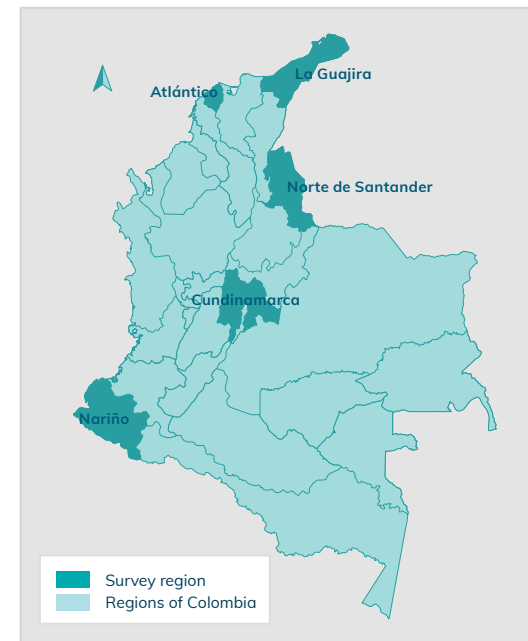 La Guajira
Atlántico
Norte de Santander
Cundinamarca
Nariño
Survey region
Regions of Colombia